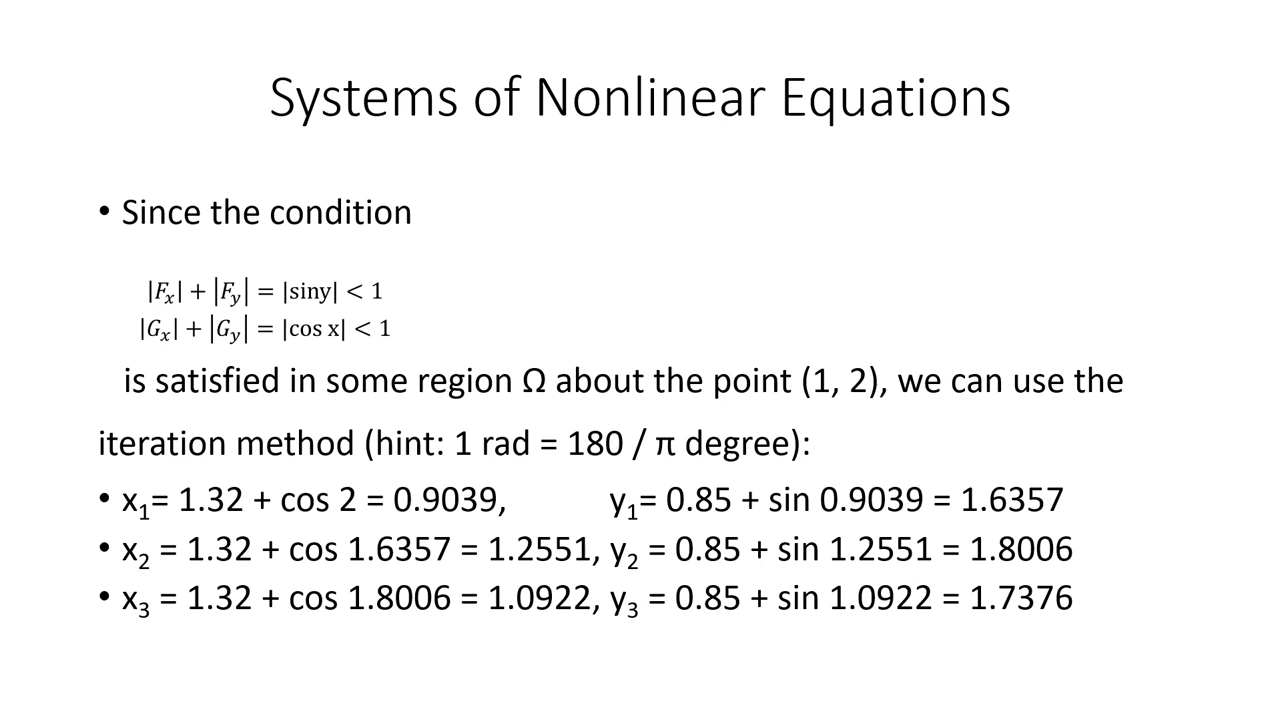 Systems of Nonlinear Equations
• Since the condition
|Fₓ| + |Fᵧ| = |siny| < 1
|Gₓ| + |Gᵧ| = |cos x| < 1
is satisfied in some region Ω about the point (1, 2), we can use the
iteration method (hint: 1 rad = 180 / π degree):
• x₁= 1.32 + cos 2 = 0.9039, y₁= 0.85 + sin 0.9039 = 1.6357
• x₂ = 1.32 + cos 1.6357 = 1.2551, y₂ = 0.85 + sin 1.2551 = 1.8006
• x₃ = 1.32 + cos 1.8006 = 1.0922, y₃ = 0.85 + sin 1.0922 = 1.7376